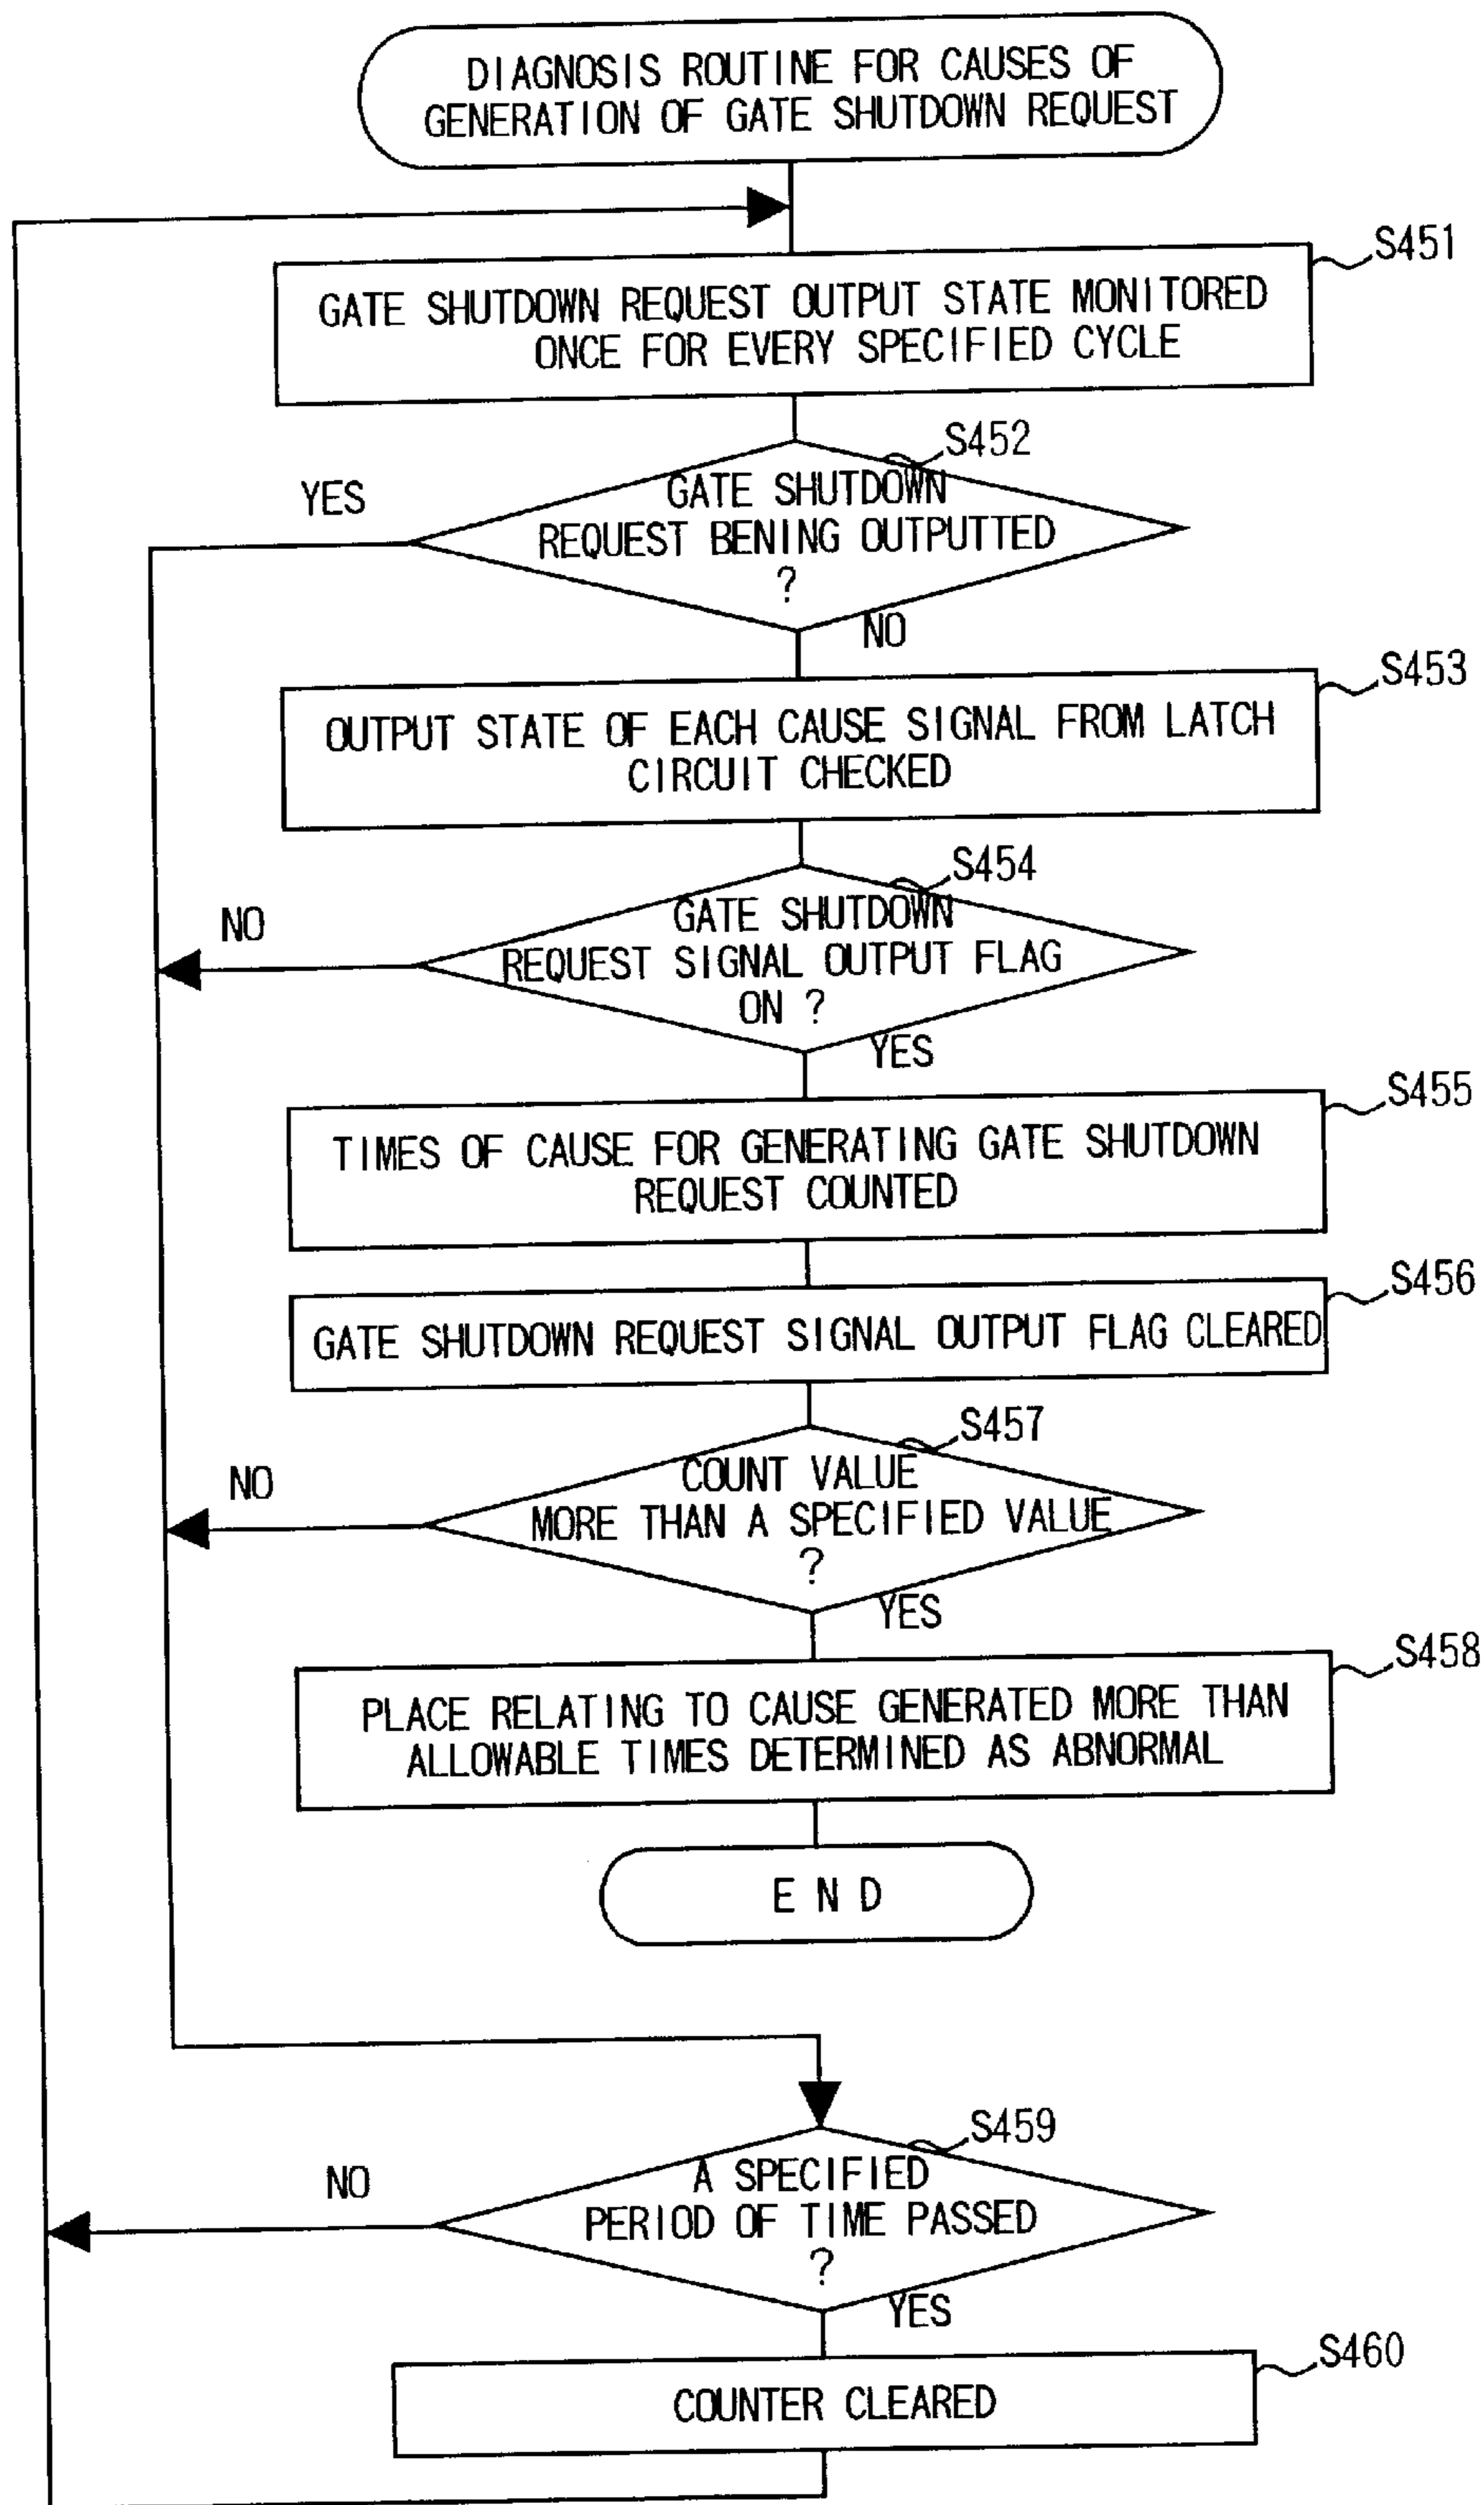 DIAGNOSIS ROUTINE FOR CAUSES OF
GENERATION OF GATE SHUTDOWN REQUEST
S451
GATE SHUTDOWN REQUEST OUTPUT STATE MONITORED
ONCE FOR EVERY SPECIFIED CYCLE
S452
YES
GATE SHUTDOWN
REQUEST BENING OUTPUTTED
?
NO
S453
OUTPUT STATE OF EACH CAUSE SIGNAL FROM LATCH
CIRCUIT CHECKED
S454
NO
GATE SHUTDOWN
REQUEST SIGNAL OUTPUT FLAG
ON ?
YES
S455
TIMES OF CAUSE FOR GENERATING GATE SHUTDOWN
REQUEST COUNTED
S456
GATE SHUTDOWN REQUEST SIGNAL OUTPUT FLAG CLEARED
S457
NO
COUNT VALUE
MORE THAN A SPECIFIED VALUE
?
YES
S458
PLACE RELATING TO CAUSE GENERATED MORE THAN
ALLOWABLE TIMES DETERMINED AS ABNORMAL
END
S459
NO
A SPECIFIED
PERIOD OF TIME PASSED
?
YES
S460
COUNTER CLEARED